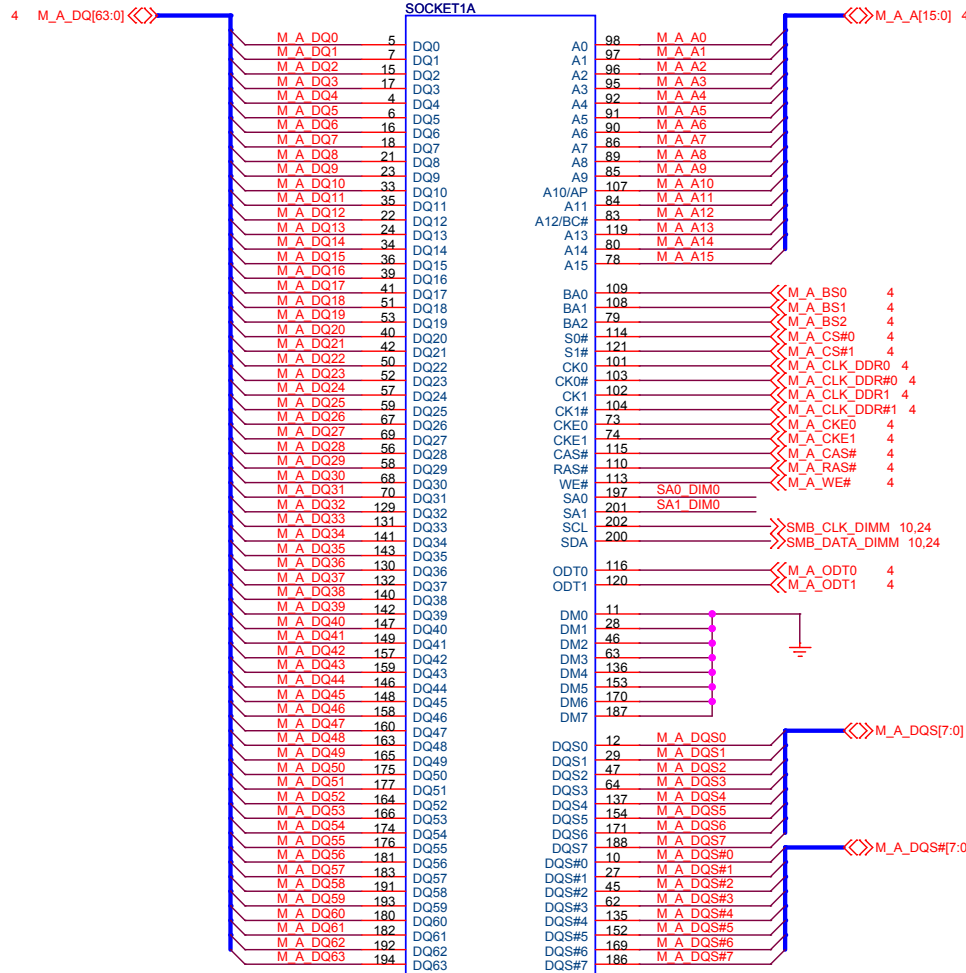 4 M_A_DQ[63:0]
SOCKET1A
M_A_DQ0 5 DQ0
M_A_DQ1 7 DQ1
M_A_DQ2 15 DQ2
M_A_DQ3 17 DQ3
M_A_DQ4 4 DQ4
M_A_DQ5 6 DQ5
M_A_DQ6 16 DQ6
M_A_DQ7 18 DQ7
M_A_DQ8 21 DQ8
M_A_DQ9 23 DQ9
M_A_DQ10 33 DQ10
M_A_DQ11 35 DQ11
M_A_DQ12 22 DQ12
M_A_DQ13 24 DQ13
M_A_DQ14 34 DQ14
M_A_DQ15 36 DQ15
M_A_DQ16 39 DQ16
M_A_DQ17 41 DQ17
M_A_DQ18 51 DQ18
M_A_DQ19 53 DQ19
M_A_DQ20 40 DQ20
M_A_DQ21 42 DQ21
M_A_DQ22 50 DQ22
M_A_DQ23 52 DQ23
M_A_DQ24 57 DQ24
M_A_DQ25 59 DQ25
M_A_DQ26 67 DQ26
M_A_DQ27 69 DQ27
M_A_DQ28 56 DQ28
M_A_DQ29 58 DQ29
M_A_DQ30 68 DQ30
M_A_DQ31 70 DQ31
M_A_DQ32 129 DQ32
M_A_DQ33 131 DQ33
M_A_DQ34 141 DQ34
M_A_DQ35 143 DQ35
M_A_DQ36 130 DQ36
M_A_DQ37 132 DQ37
M_A_DQ38 140 DQ38
M_A_DQ39 142 DQ39
M_A_DQ40 147 DQ40
M_A_DQ41 149 DQ41
M_A_DQ42 157 DQ42
M_A_DQ43 159 DQ43
M_A_DQ44 146 DQ44
M_A_DQ45 148 DQ45
M_A_DQ46 158 DQ46
M_A_DQ47 160 DQ47
M_A_DQ48 163 DQ48
M_A_DQ49 165 DQ49
M_A_DQ50 175 DQ50
M_A_DQ51 177 DQ51
M_A_DQ52 164 DQ52
M_A_DQ53 166 DQ53
M_A_DQ54 174 DQ54
M_A_DQ55 176 DQ55
M_A_DQ56 181 DQ56
M_A_DQ57 183 DQ57
M_A_DQ58 191 DQ58
M_A_DQ59 193 DQ59
M_A_DQ60 180 DQ60
M_A_DQ61 182 DQ61
M_A_DQ62 192 DQ62
M_A_DQ63 194 DQ63
M_A_A[15:0] 4
A0 98 M_A_A0
A1 97 M_A_A1
A2 96 M_A_A2
A3 95 M_A_A3
A4 92 M_A_A4
A5 91 M_A_A5
A6 90 M_A_A6
A7 86 M_A_A7
A8 89 M_A_A8
A9 85 M_A_A9
A10/AP 107 M_A_A10
A11 84 M_A_A11
A12/BC# 83 M_A_A12
A13 119 M_A_A13
A14 80 M_A_A14
A15 78 M_A_A15
BA0 109 M_A_BS0 4
BA1 108 M_A_BS1 4
BA2 79 M_A_BS2 4
S0# 114 M_A_CS#0 4
S1# 121 M_A_CS#1 4
CK0 101 M_A_CLK_DDR0 4
CK0# 103 M_A_CLK_DDR#0 4
CK1 102 M_A_CLK_DDR1 4
CK1# 104 M_A_CLK_DDR#1 4
CKE0 73 M_A_CKE0 4
CKE1 74 M_A_CKE1 4
CAS# 115 M_A_CAS# 4
RAS# 110 M_A_RAS# 4
WE# 113 M_A_WE# 4
SA0 197 SA0_DIM0
SA1 201 SA1_DIM0
SCL 202 SMB_CLK_DIMM 10,24
SDA 200 SMB_DATA_DIMM 10,24
ODT0 116 M_A_ODT0 4
ODT1 120 M_A_ODT1 4
DM0 11
DM1 28
DM2 46
DM3 63
DM4 136
DM5 153
DM6 170
DM7 187
M_A_DQS[7:0]
DQS0 12 M_A_DQS0
DQS1 29 M_A_DQS1
DQS2 47 M_A_DQS2
DQS3 64 M_A_DQS3
DQS4 137 M_A_DQS4
DQS5 154 M_A_DQS5
DQS6 171 M_A_DQS6
DQS7 188 M_A_DQS7
M_A_DQS#[7:0
DQS#0 10 M_A_DQS#0
DQS#1 27 M_A_DQS#1
DQS#2 45 M_A_DQS#2
DQS#3 62 M_A_DQS#3
DQS#4 135 M_A_DQS#4
DQS#5 152 M_A_DQS#5
DQS#6 169 M_A_DQS#6
DQS#7 186 M_A_DQS#7